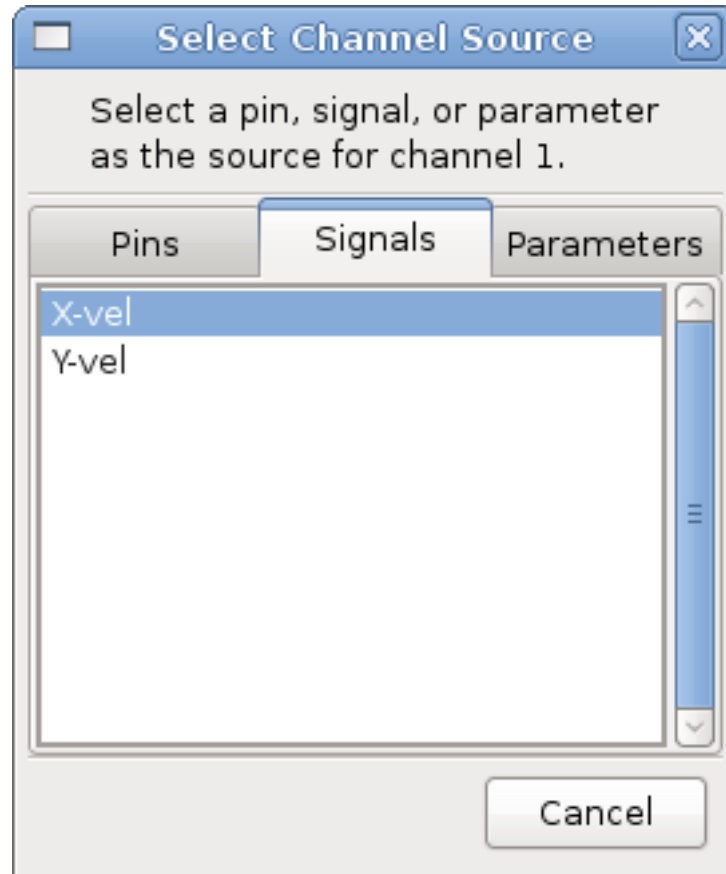 Select Channel Source
Select a pin, signal, or parameter
as the source for channel 1.
Pins Signals Parameters
X-vel
Y-vel
Cancel